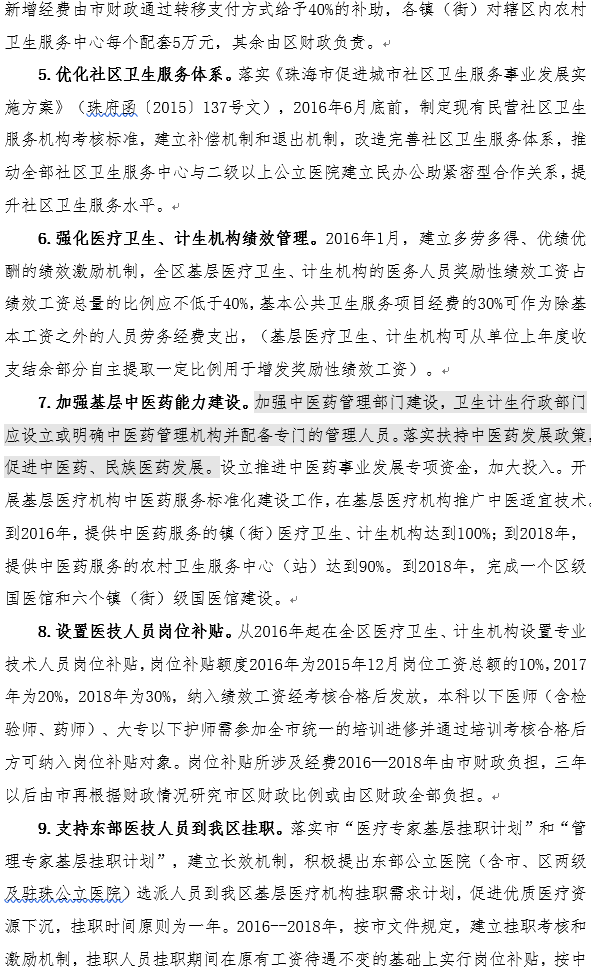 新增经费由市财政通过转移支付方式给予40%的补助，各镇（街）对辖区内农村
卫生服务中心每个配套5万元，其余由区财政负责。
5. 优化社区卫生服务体系。落实《珠海市促进城市社区卫生服务事业发展实
施方案》（珠府函〔2015〕137号文），2016年6月底前，制定现有民营社区卫生
服务机构考核标准，建立补偿机制和退出机制，改造完善社区卫生服务体系，推
动全部社区卫生服务中心与二级以上公立医院建立民办公助紧密型合作关系，提
升社区卫生服务水平。
6. 强化医疗卫生、计生机构绩效管理。2016年1月，建立多劳多得、优绩优
酬的绩效激励机制，全区基层医疗卫生、计生机构的医务人员奖励性绩效工资占
绩效工资总量的比例应不低于40%，基本公共卫生服务项目经费的30%可作为除基
本工资之外的人员劳务经费支出，（基层医疗卫生、计生机构可从单位上年度收
支结余部分自主提取一定比例用于增发奖励性绩效工资）。
7. 加强基层中医药能力建设。加强中医药管理部门建设，卫生计生行政部门
应设立或明确中医药管理机构并配备专门的管理人员。落实扶持中医药发展政策，
促进中医药、民族医药发展。设立推进中医药事业发展专项资金，加大投入。开
展基层医疗机构中医药服务标准化建设工作，在基层医疗机构推广中医适宜技术。
到2016年，提供中医药服务的镇（街）医疗卫生、计生机构达到100%；到2018年，
提供中医药服务的农村卫生服务中心（站）达到90%。到2018年，完成一个区级
国医馆和六个镇（街）级国医馆建设。
8. 设置医技人员岗位补贴。从2016年起在全区医疗卫生、计生机构设置专业
技术人员岗位补贴，岗位补贴额度2016年为2015年12月岗位工资总额的10%，2017
年为20%，2018年为30%，纳入绩效工资经考核合格后发放，本科以下医师（含检
验师、药师）、大专以下护师需参加全市统一的培训进修并通过培训考核合格后
方可纳入岗位补贴对象。岗位补贴所涉及经费2016—2018年由市财政负担，三年
以后由市再根据财政情况研究市区财政比例或由区财政全部负担。
9. 支持东部医技人员到我区挂职。落实市“医疗专家基层挂职计划”和“管
理专家基层挂职计划”，建立长效机制，积极提出东部公立医院（含市、区两级
及驻珠公立医院）选派人员到我区基层医疗机构挂职需求计划，促进优质医疗资
源下沉，挂职时间原则为一年。2016--2018年，按市文件规定，建立挂职考核和
激励机制，挂职人员挂职期间在原有工资待遇不变的基础上实行岗位补贴，按中